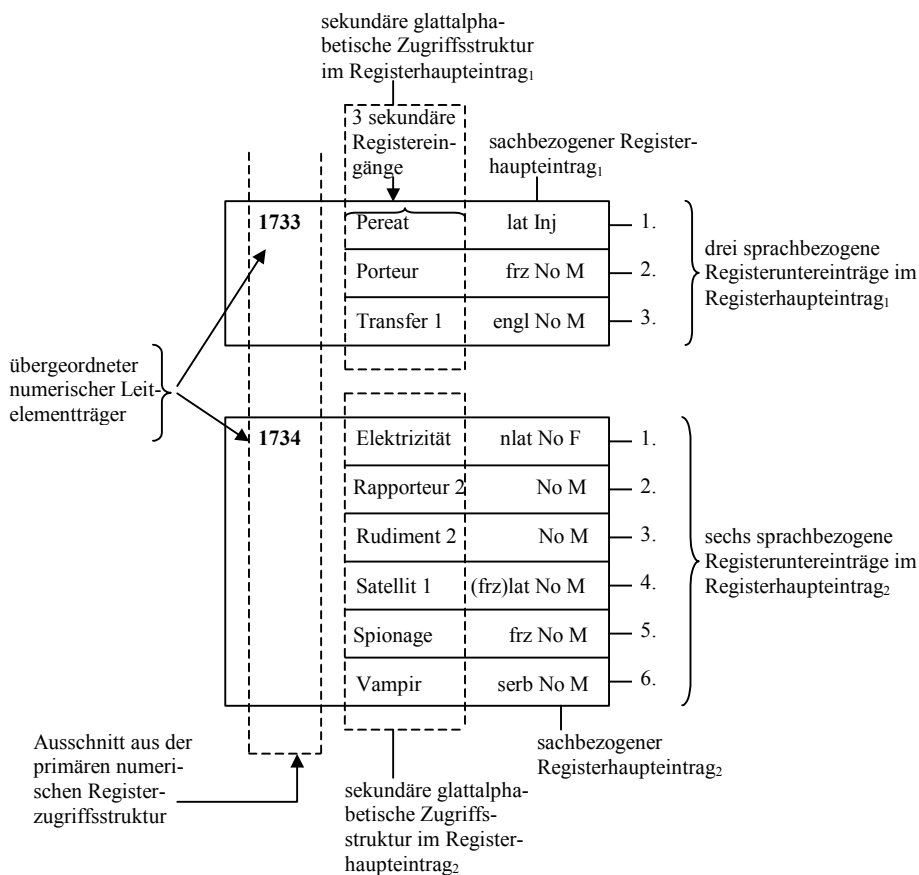 sekundäre glattalpha-
betische Zugriffsstruktur
im Registerhaupteintrag₁
3 sekundäre
Registerein-
gänge
sachbezogener Register-
haupteintrag₁
1733 Pereat lat Inj 1.
Porteur frz No M 2.
Transfer 1 engl No M 3.
drei sprachbezogene
Registeruntereinträge im
Registerhaupteintrag₁
übergeordneter
numerischer Leit-
elementträger
1734 Elektrizität nlat No F 1.
Rapporteur 2 No M 2.
Rudiment 2 No M 3.
Satellit 1 (frz)lat No M 4.
Spionage frz No M 5.
Vampir serb No M 6.
sechs sprachbezogene
Registeruntereinträge im
Registerhaupteintrag₂
Ausschnitt aus der
primären numeri-
schen Register-
zugriffsstruktur
sekundäre glattalpha-
betische Zugriffs-
struktur im Register-
haupteintrag₂
sachbezogener
Registerhaupteintrag₂